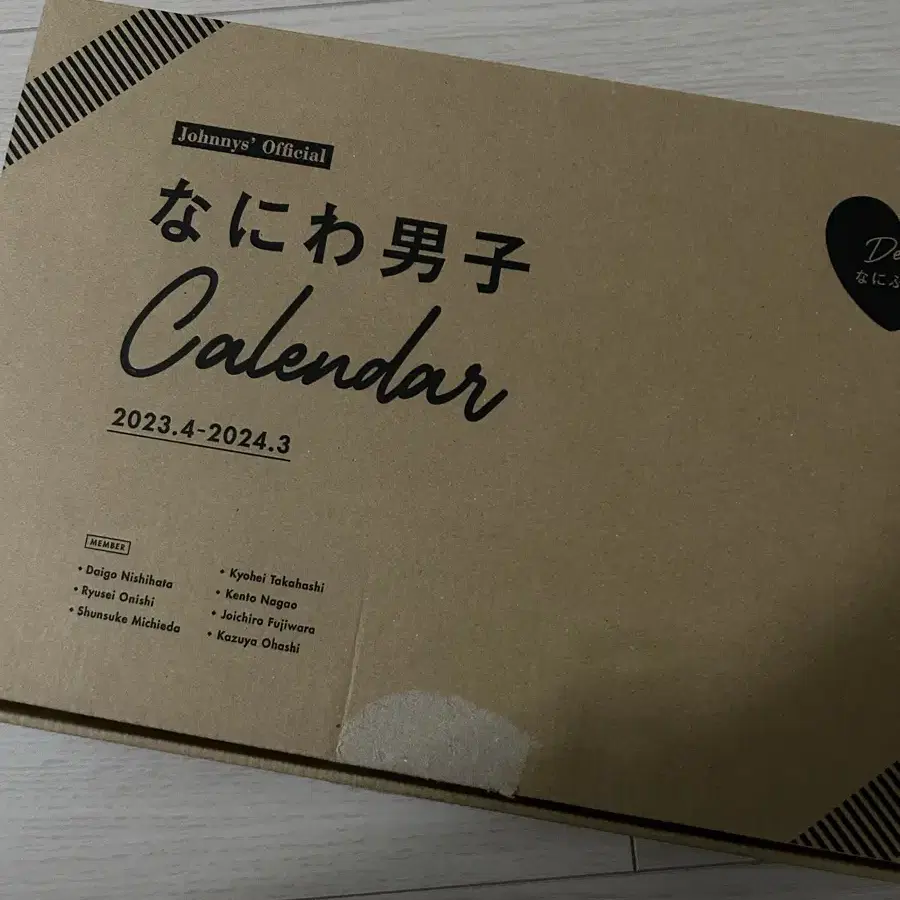 Johnnys' Official
なにわ男子
Calendar
2023.4-2024.3
MEMBER
• Daigo Nishihata
• Ryusei Onishi
• Shunsuke Michieda
• Kyohei Takahashi
• Kento Nagao
• Joichiro Fujiwara
• Kazuya Ohashi